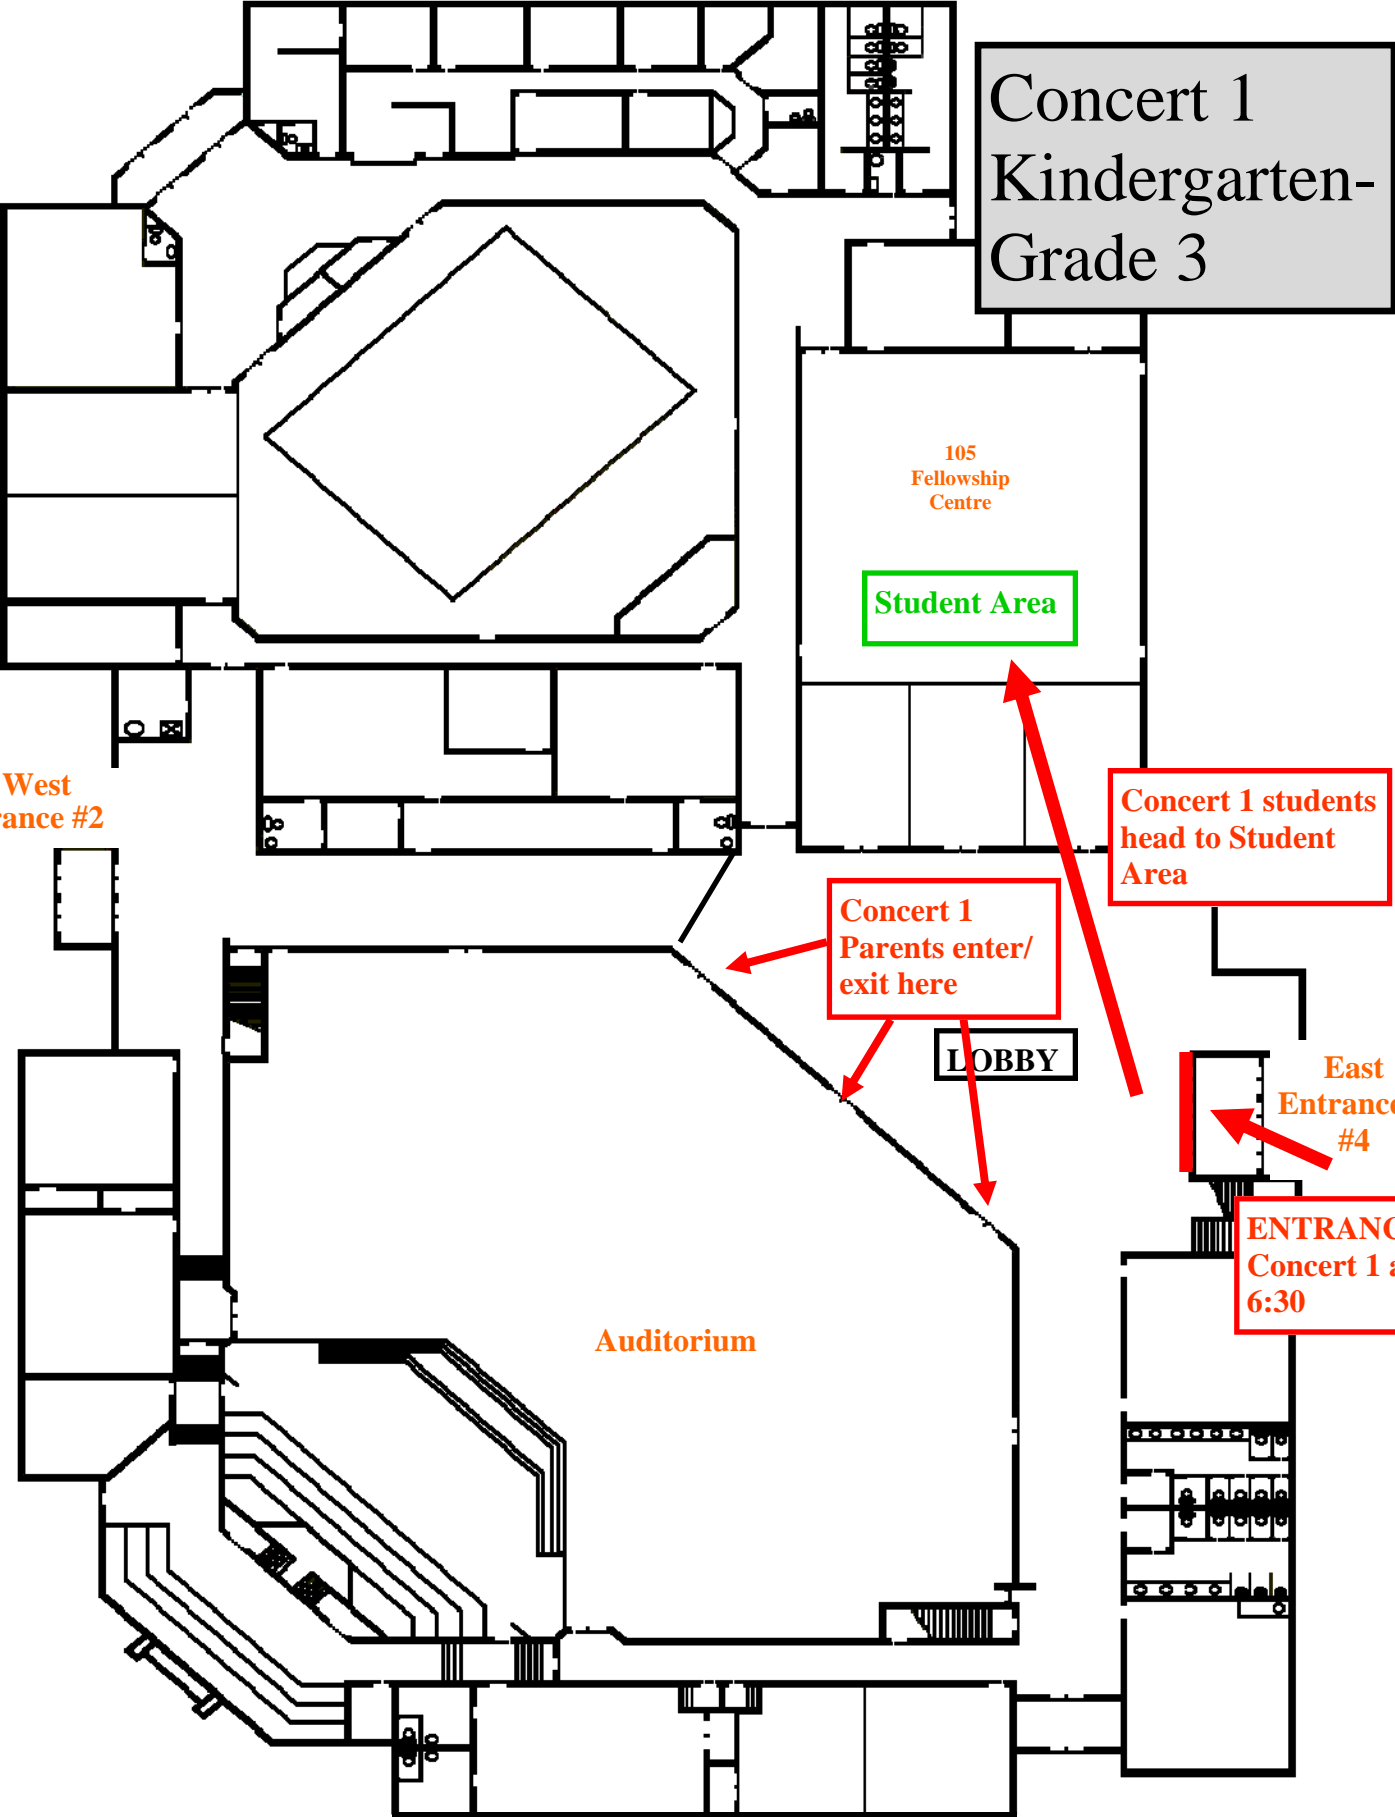 Concert 1
Kindergarten-
Grade 3
105
Fellowship
Centre
Student Area
West
rance #2
Concert 1 students
head to Student
Area
Concert 1
Parents enter/
exit here
LOBBY
East
Entrance
#4
ENTRANC
Concert 1 a
6:30
Auditorium